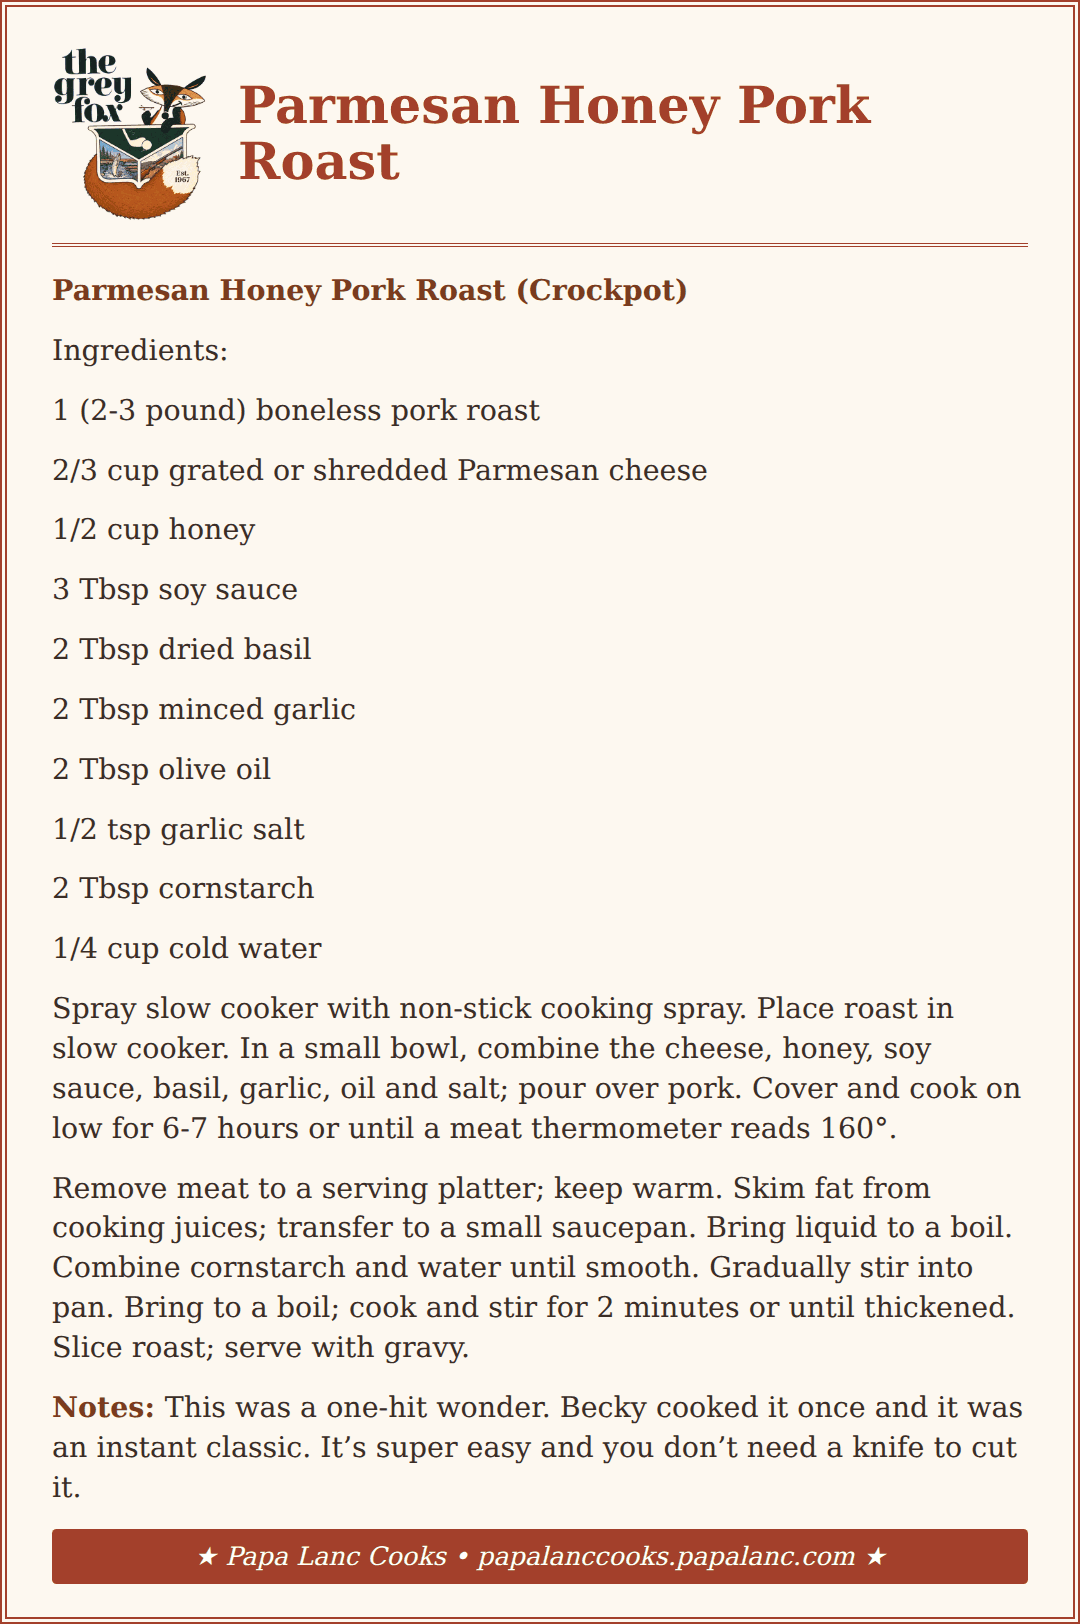 the
grey
fox
Est.
1967
Parmesan Honey Pork
Roast
Parmesan Honey Pork Roast (Crockpot)
Ingredients:
1 (2-3 pound) boneless pork roast
2/3 cup grated or shredded Parmesan cheese
1/2 cup honey
3 Tbsp soy sauce
2 Tbsp dried basil
2 Tbsp minced garlic
2 Tbsp olive oil
1/2 tsp garlic salt
2 Tbsp cornstarch
1/4 cup cold water
Spray slow cooker with non-stick cooking spray. Place roast in
slow cooker. In a small bowl, combine the cheese, honey, soy
sauce, basil, garlic, oil and salt; pour over pork. Cover and cook on
low for 6-7 hours or until a meat thermometer reads 160°.
Remove meat to a serving platter; keep warm. Skim fat from
cooking juices; transfer to a small saucepan. Bring liquid to a boil.
Combine cornstarch and water until smooth. Gradually stir into
pan. Bring to a boil; cook and stir for 2 minutes or until thickened.
Slice roast; serve with gravy.
Notes: This was a one-hit wonder. Becky cooked it once and it was
an instant classic. It’s super easy and you don’t need a knife to cut
it.
★ Papa Lanc Cooks • papalanccooks.papalanc.com ★